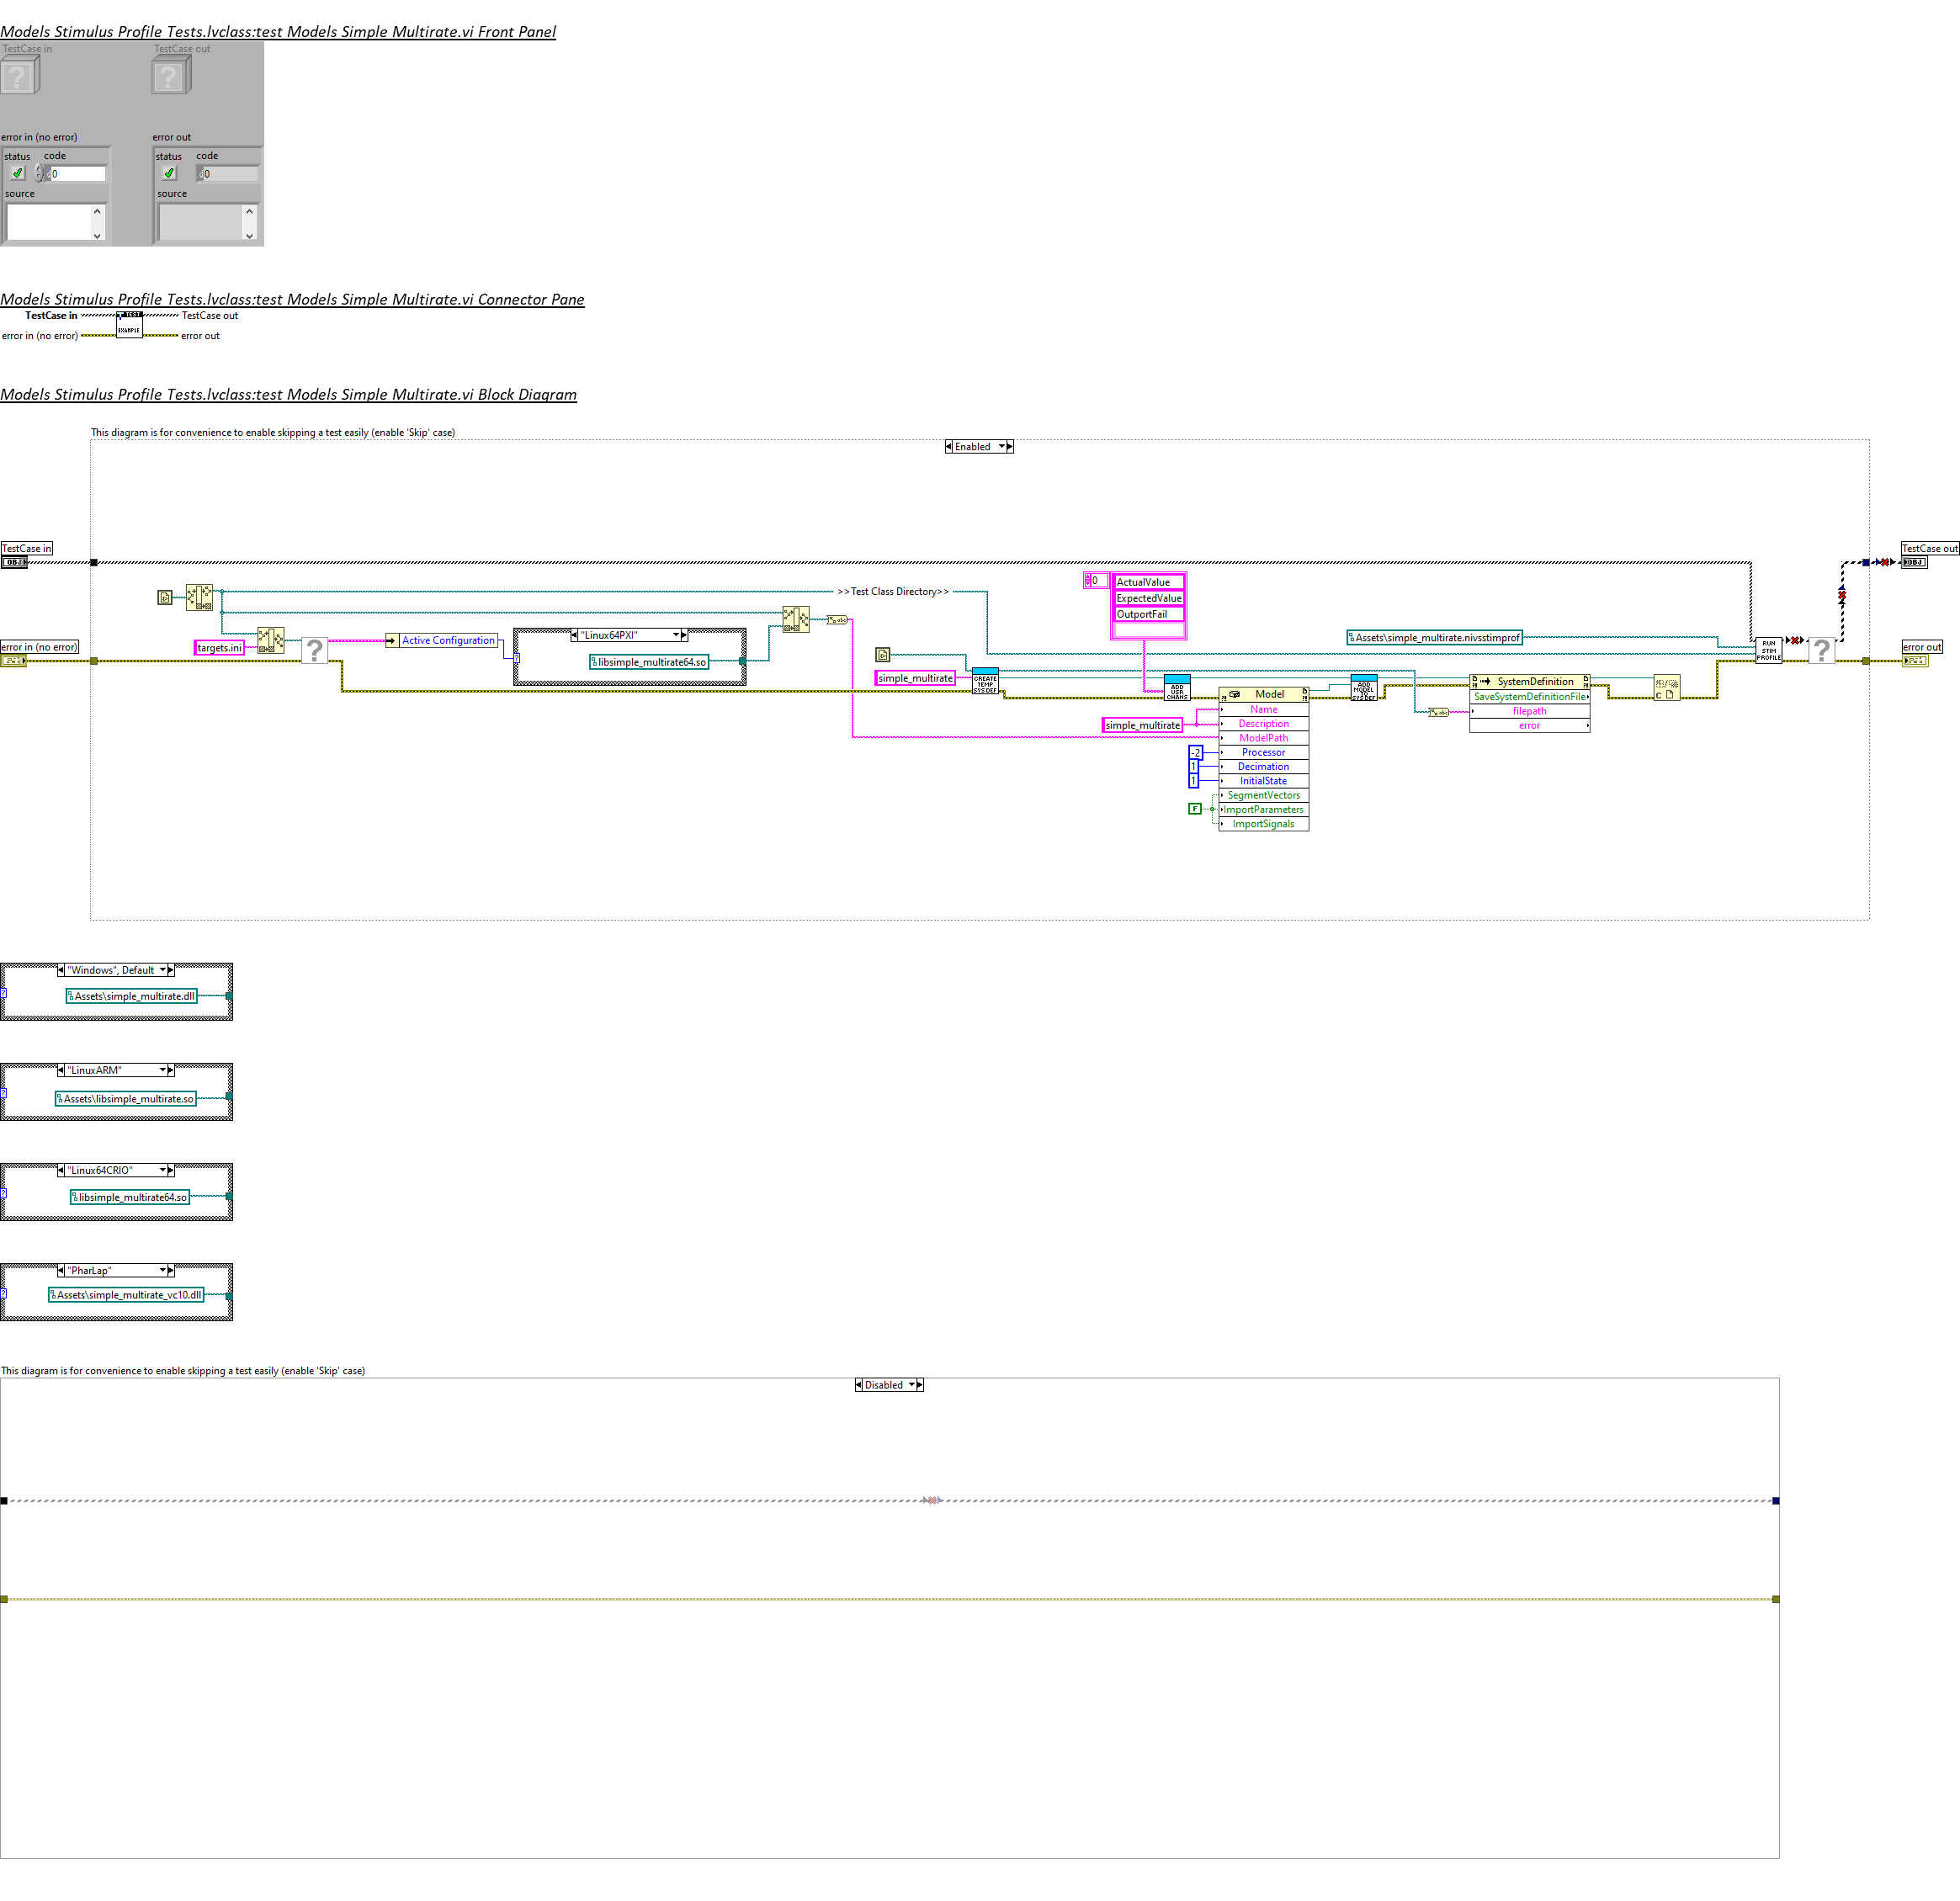 Models Stimulus Profile Tests.lvclass:test Models Simple Multirate.vi Front Panel
TestCase in
TestCase out
error in (no error)
error out
status
code
status
code
0
0
source
source
Models Stimulus Profile Tests.lvclass:test Models Simple Multirate.vi Connector Pane
TestCase in
TEST
EXAMPLE
TestCase out
error in (no error)
error out
Models Stimulus Profile Tests.lvclass:test Models Simple Multirate.vi Block Diagram
This diagram is for convenience to enable skipping a test easily (enable 'Skip' case)
Enabled
TestCase in
OBJ
TestCase out
OBJ
0
ActualValue
ExpectedValue
OutportFail
>>Test Class Directory>>
error in (no error)
targets.ini
?
Active Configuration
"Linux64PXI"
libsimple_multirate64.so
Assets\simple_multirate.nivsstimprof
RUN STIM PROFILE
?
error out
simple_multirate
CREATE TEMP SYS DEF
ADD USR CHANS
ADD MODEL TO SYS DEF
Model
Name
Description
ModelPath
Processor
Decimation
InitialState
SegmentVectors
ImportParameters
ImportSignals
simple_multirate
-2
1
1
F
SystemDefinition
SaveSystemDefinitionFile
filepath
error
"Windows", Default
Assets\simple_multirate.dll
"LinuxARM"
Assets\libsimple_multirate.so
"Linux64CRIO"
libsimple_multirate64.so
"PharLap"
Assets\simple_multirate_vc10.dll
This diagram is for convenience to enable skipping a test easily (enable 'Skip' case)
Disabled